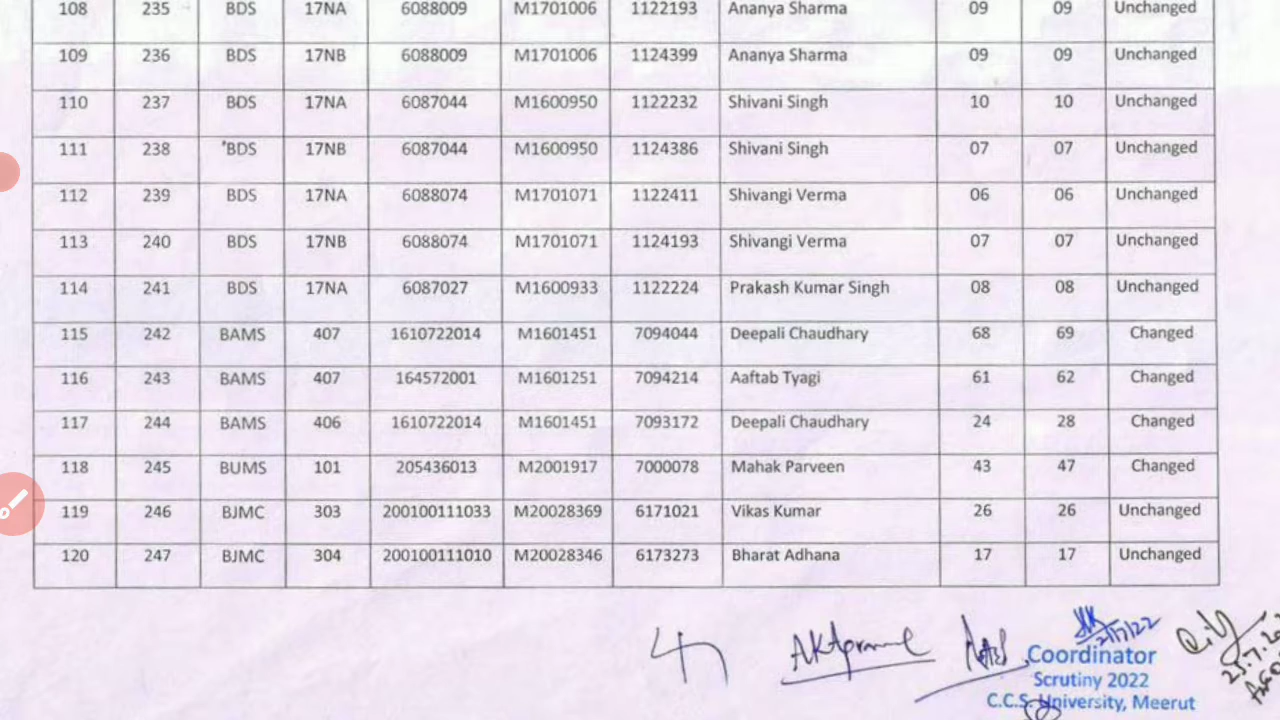 108 235 BDS 17NA 6088009 M1701006 1122193 Ananya Sharma 09 09 Unchanged
109 236 BDS 17NB 6088009 M1701006 1124399 Ananya Sharma 09 09 Unchanged
110 237 BDS 17NA 6087044 M1600950 1122232 Shivani Singh 10 10 Unchanged
111 238 BDS 17NB 6087044 M1600950 1124386 Shivani Singh 07 07 Unchanged
112 239 BDS 17NA 6088074 M1701071 1122411 Shivangi Verma 06 06 Unchanged
113 240 BDS 17NB 6088074 M1701071 1124193 Shivangi Verma 07 07 Unchanged
114 241 BDS 17NA 6087027 M1600933 1122224 Prakash Kumar Singh 08 08 Unchanged
115 242 BAMS 407 1610722014 M1601451 7094044 Deepali Chaudhary 68 69 Changed
116 243 BAMS 407 164572001 M1601251 7094214 Aaftab Tyagi 61 62 Changed
117 244 BAMS 406 1610722014 M1601451 7093172 Deepali Chaudhary 24 28 Changed
118 245 BUMS 101 205436013 M2001917 7000078 Mahak Parveen 43 47 Changed
119 246 BJMC 303 200100111033 M20028369 6171021 Vikas Kumar 26 26 Unchanged
120 247 BJMC 304 200100111010 M20028346 6173273 Bharat Adhana 17 17 Unchanged
Coordinator
Scrutiny 2022
C.C.S. University, Meerut